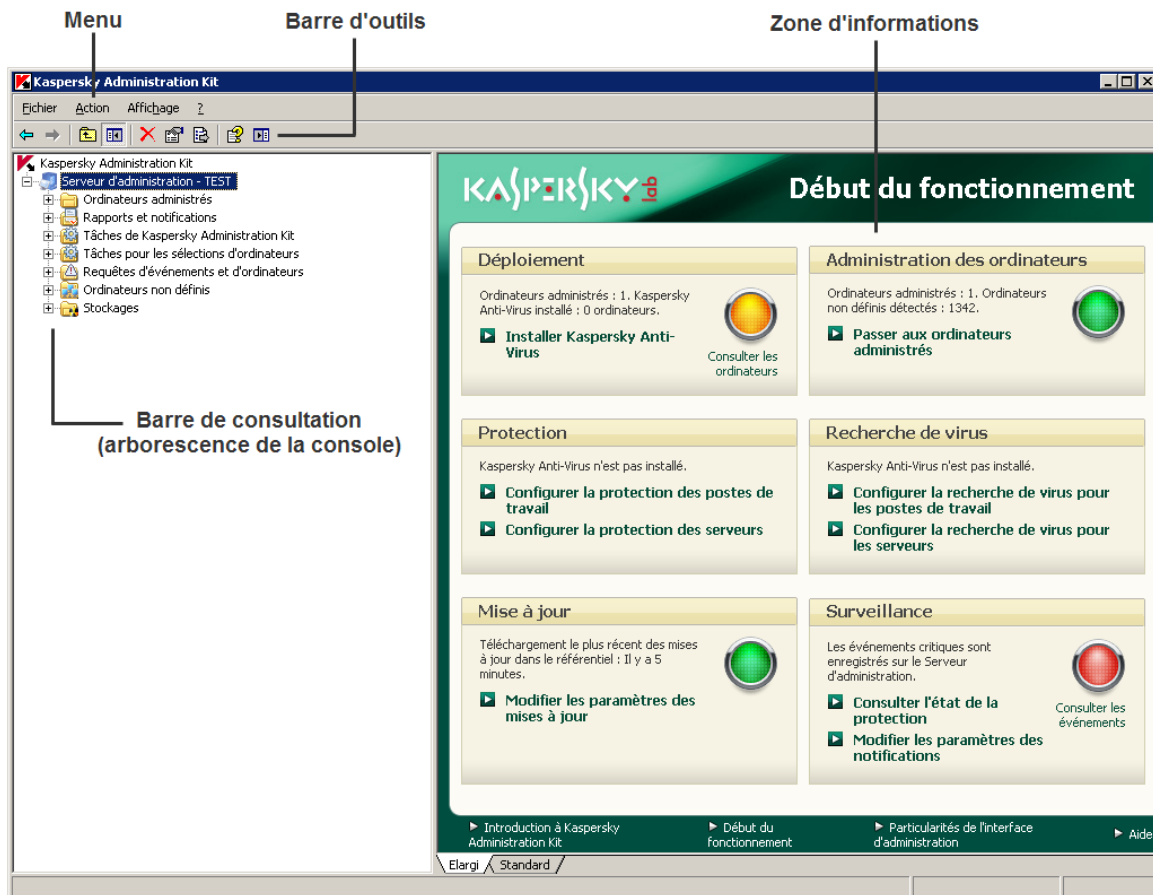 Menu
Barre d'outils
Zone d'informations
Kaspersky Administration Kit
Fichier Action Affichage ?
Kaspersky Administration Kit
Serveur d'administration - TEST
Ordinateurs administrés
Rapports et notifications
Tâches de Kaspersky Administration Kit
Tâches pour les sélections d'ordinateurs
Requêtes d'événements et d'ordinateurs
Ordinateurs non définis
Stockages
Barre de consultation
(arborescence de la console)
KASPERSKY lab
Début du fonctionnement
Déploiement
Ordinateurs administrés : 1. Kaspersky
Anti-Virus installé : 0 ordinateurs.
Installer Kaspersky Anti-
Virus
Consulter les
ordinateurs
Administration des ordinateurs
Ordinateurs administrés : 1. Ordinateurs
non définis détectés : 1342.
Passer aux ordinateurs
administrés
Protection
Kaspersky Anti-Virus n'est pas installé.
Configurer la protection des postes de
travail
Configurer la protection des serveurs
Recherche de virus
Kaspersky Anti-Virus n'est pas installé.
Configurer la recherche de virus pour
les postes de travail
Configurer la recherche de virus pour
les serveurs
Mise à jour
Téléchargement le plus récent des mises
à jour dans le référentiel : Il y a 5
minutes.
Modifier les paramètres des
mises à jour
Surveillance
Les événements critiques sont
enregistrés sur le Serveur
d'administration.
Consulter l'état de la
protection
Modifier les paramètres des
notifications
Consulter les
événements
Introduction à Kaspersky
Administration Kit
Début du
fonctionnement
Particularités de l'interface
d'administration
Aide
Elargi Standard